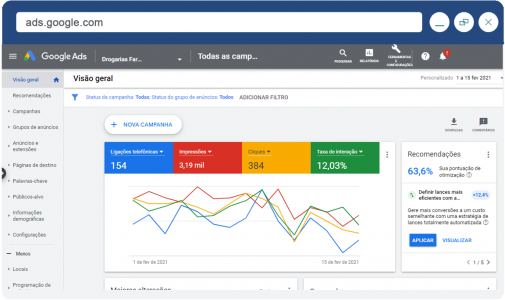 ads.google.com
Google Ads
Drogarias Far...
Todas as camp...
PESQUISAR
RELATÓRIOS
FERRAMENTAS E CONFIGURAÇÕES
Visão geral
Recomendações
Campanhas
Grupos de anúncios
Anúncios e extensões
Páginas de destino
Palavras-chave
Públicos-alvo
Informações demográficas
Configurações
Menos
Locais
Programação de
Visão geral
Personalizado 1 a 15 fev 2021
Status da campanha: Todas; Status do grupo de anúncios: Todos
ADICIONAR FILTRO
+ NOVA CAMPANHA
DOWNLOAD
COMENTÁRIOS
Ligações telefônicas
154
Impressões
3,19 mil
Cliques
384
Taxa de interação
12,03%
1 de fev de 2021
15 de fev de 2021
Recomendações
63,6%
Sua pontuação de otimização
Definir lances mais eficientes com a...
+12,4%
Gere mais conversões a um custo
semelhante com uma estratégia de
lances totalmente automatizada
APLICAR
VISUALIZAR
1 / 5
Maiores alterações